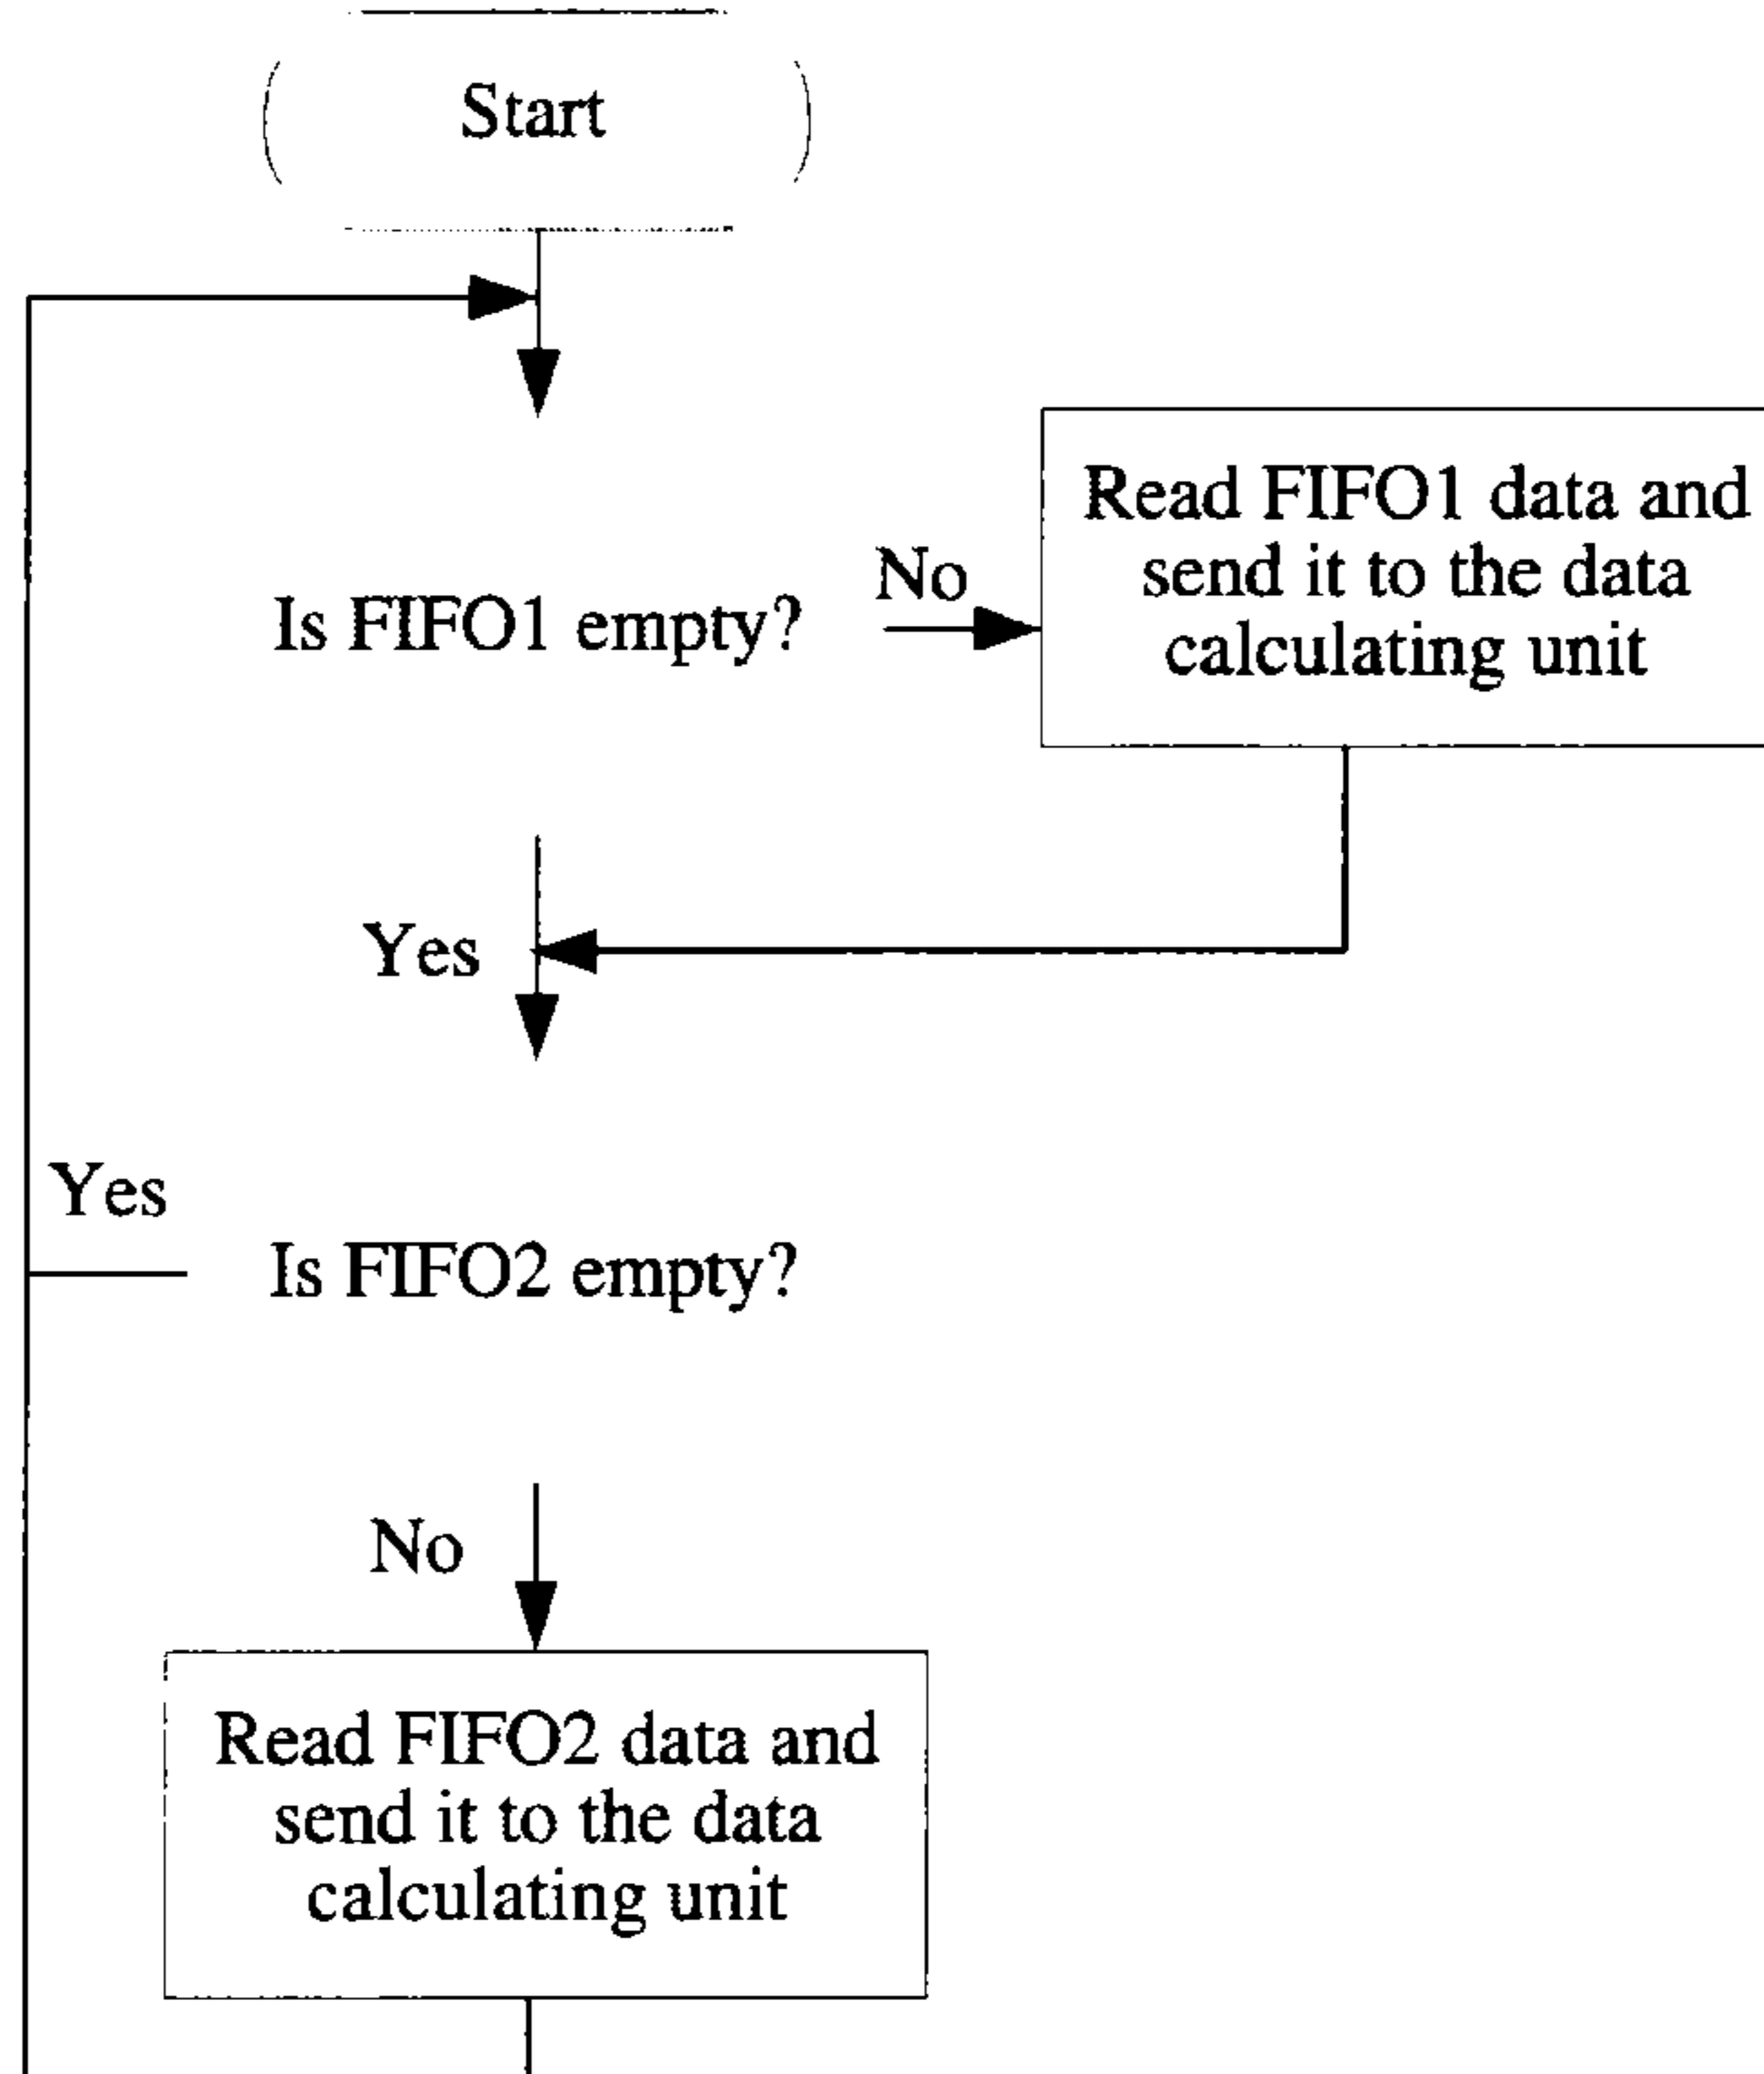 Start
No
Read FIFO1 data and
send it to the data
calculating unit
Is FIFO1 empty?
Yes
Yes
Is FIFO2 empty?
No
Read FIFO2 data and
send it to the data
calculating unit